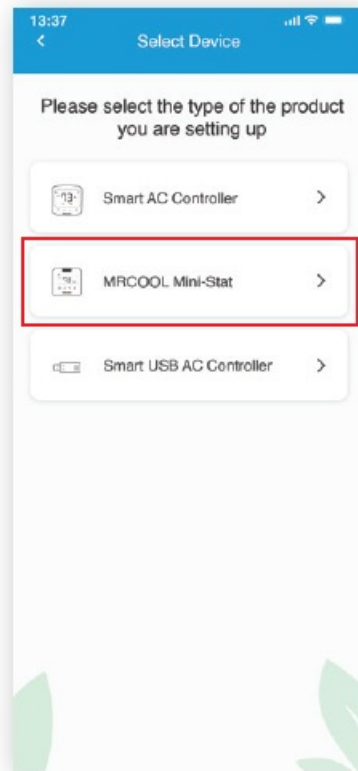 13:37
Select Device
Please select the type of the product
you are setting up
Smart AC Controller
MRCOOL Mini-Stat
Smart USB AC Controller